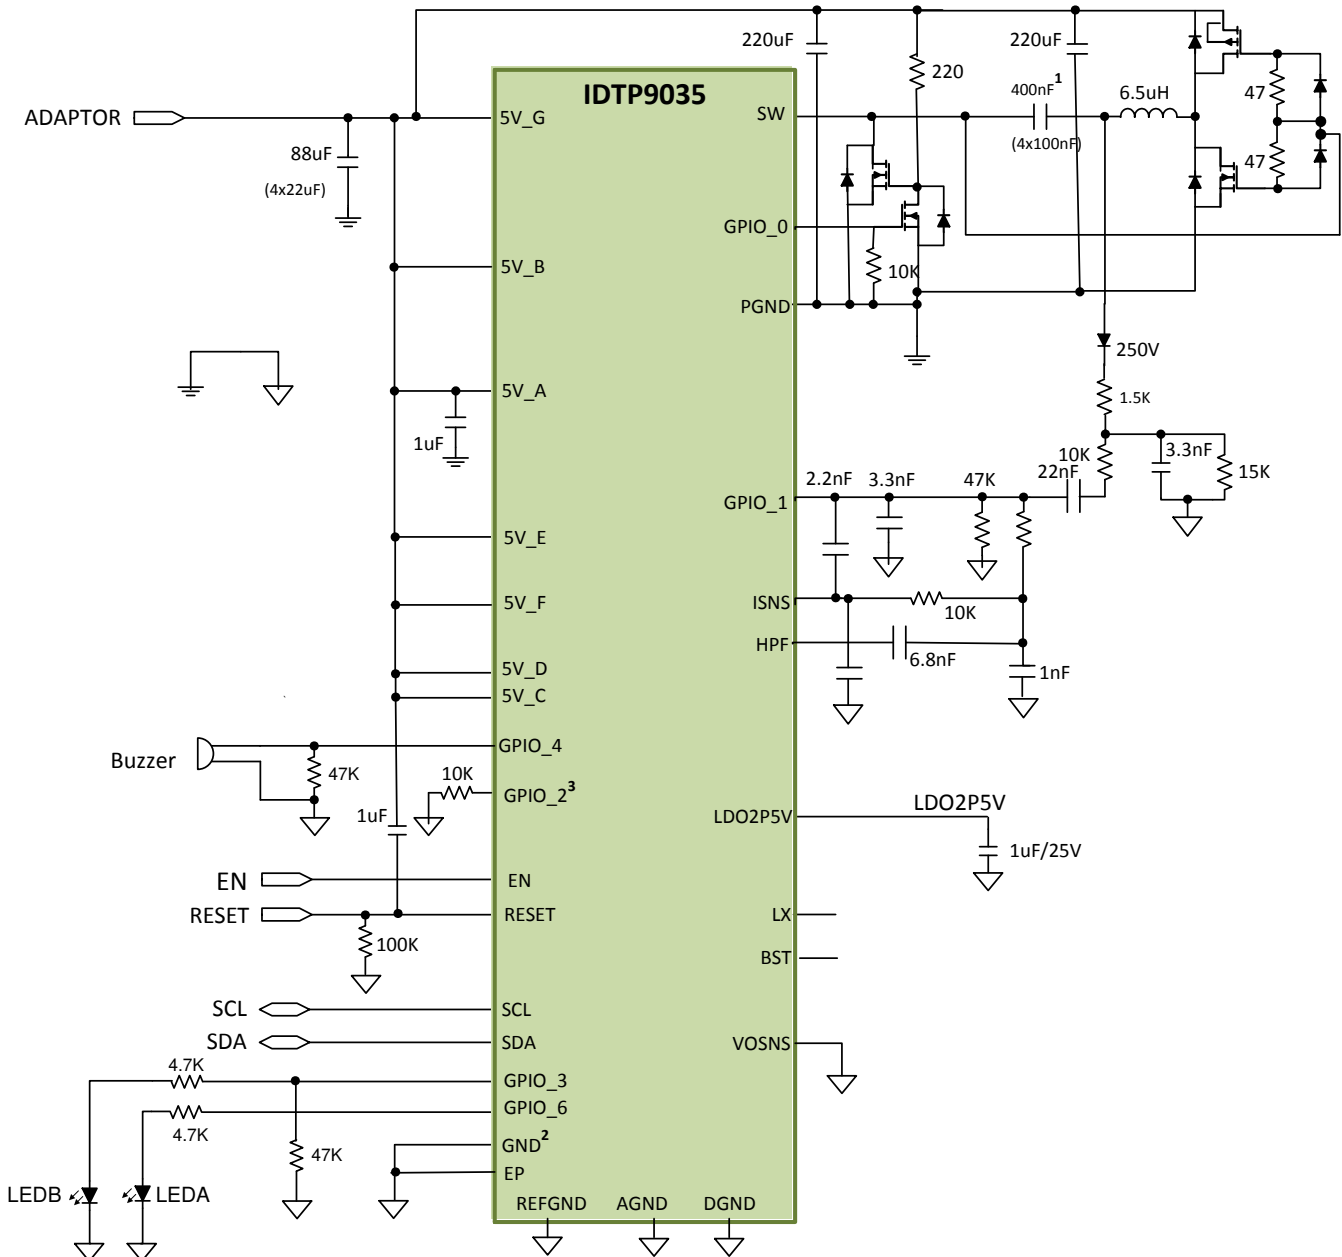 IDTP9035
ADAPTOR
88uF
(4x22uF)
5V_G
5V_B
5V_A
1uF
5V_E
5V_F
5V_D
5V_C
Buzzer
47K
GPIO_4
10K
GPIO_2³
1uF
EN
EN
RESET
RESET
100K
SCL
SCL
SDA
SDA
4.7K
GPIO_3
4.7K
GPIO_6
47K
GND²
EP
LEDB
LEDA
REFGND
AGND
DGND
220uF
220
220uF
SW
400nF¹
(4x100nF)
6.5uH
47
47
GPIO_0
10K
PGND
250V
1.5K
10K
3.3nF
15K
22nF
2.2nF
3.3nF
47K
GPIO_1
ISNS
10K
HPF
6.8nF
1nF
LDO2P5V
LDO2P5V
1uF/25V
LX
BST
VOSNS